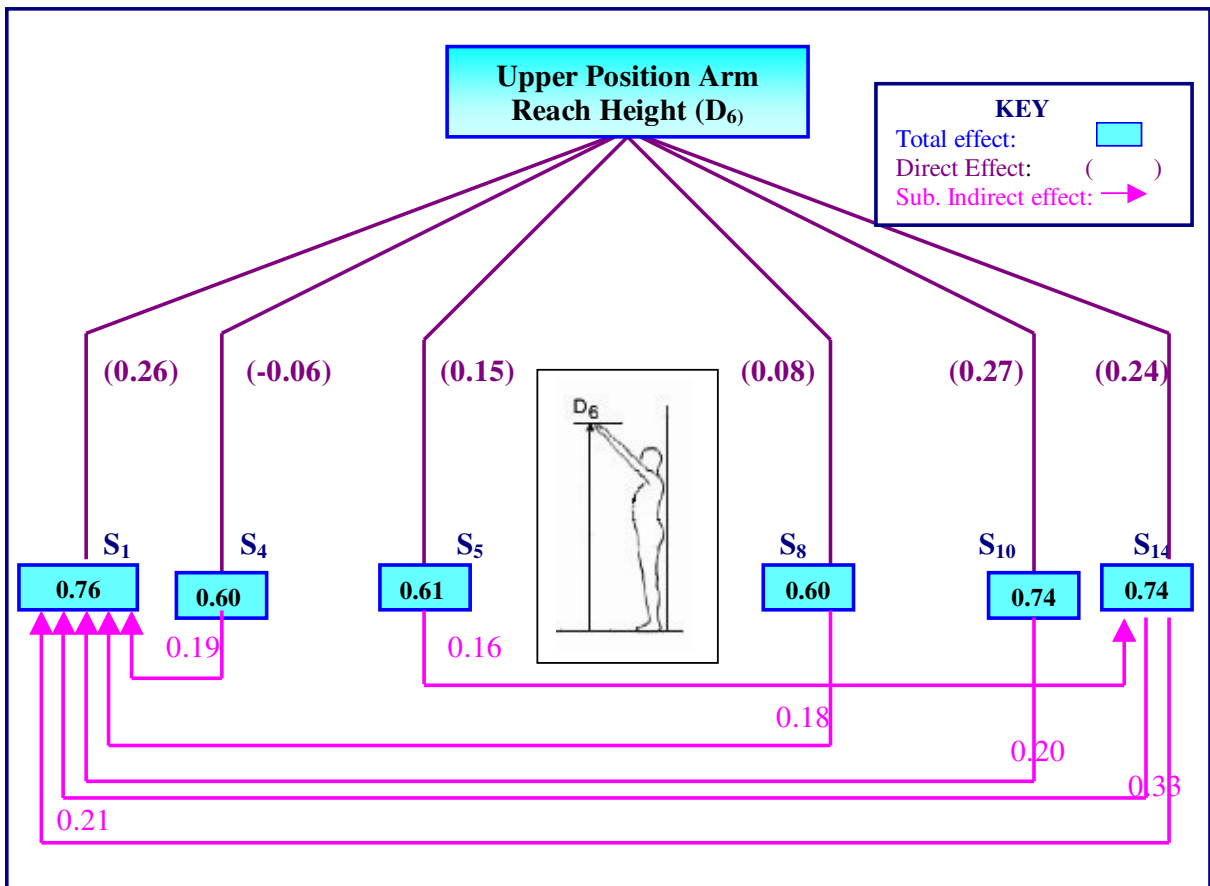 Upper Position Arm
Reach Height (D₆)
KEY
Total effect:
Direct Effect: ( )
Sub. Indirect effect:
(0.26) (-0.06) (0.15) (0.08) (0.27) (0.24)
D₆
S₁ S₄ S₅ S₈ S₁₀ S₁₄
0.76 0.60 0.61 0.60 0.74 0.74
0.19 0.16
0.18
0.20
0.33
0.21